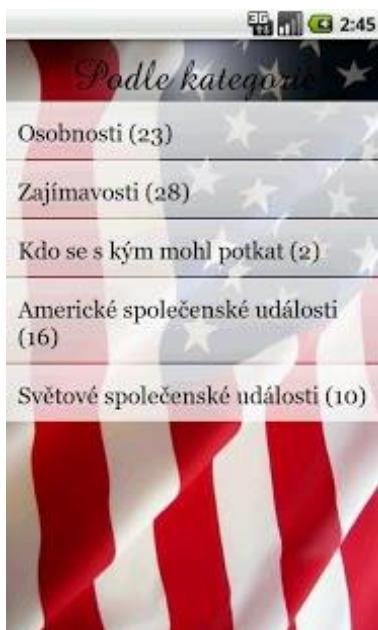 3G
2:45
Podle kategorie
Osobnosti (23)
Zajímavosti (28)
Kdo se s kým mohl potkat (2)
Americké společenské události
(16)
Světové společenské události (10)